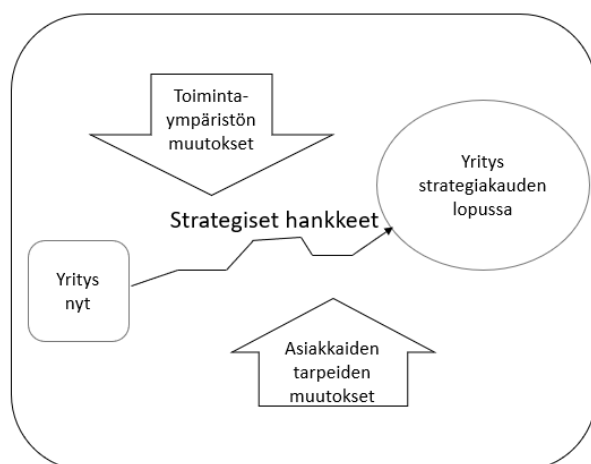 Toiminta-
ympäristön
muutokset
Yritys
strategiakauden
lopussa
Strategiset hankkeet
Yritys
nyt
Asiakkaiden
tarpeiden
muutokset